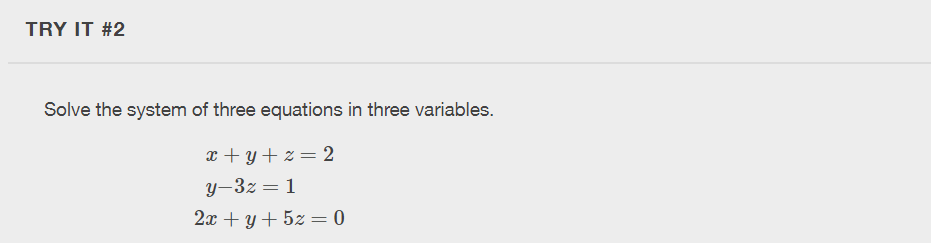 TRY IT #2
Solve the system of three equations in three variables.
x + y + z = 2
y−3z = 1
2x + y + 5z = 0